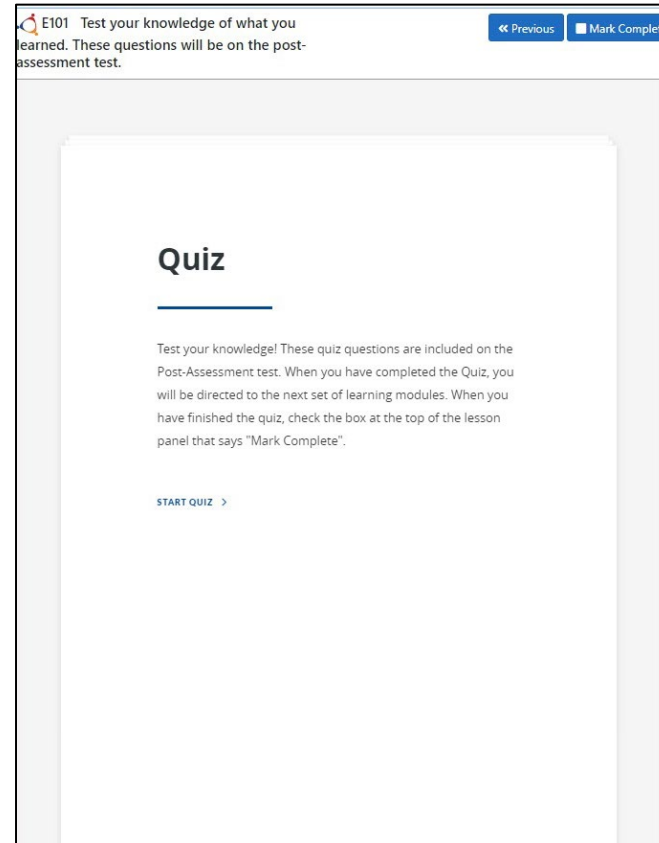 E101 Test your knowledge of what you
learned. These questions will be on the post-
assessment test.
« Previous
Mark Complet
Quiz
Test your knowledge! These quiz questions are included on the
Post-Assessment test. When you have completed the Quiz, you
will be directed to the next set of learning modules. When you
have finished the quiz, check the box at the top of the lesson
panel that says "Mark Complete".
START QUIZ >